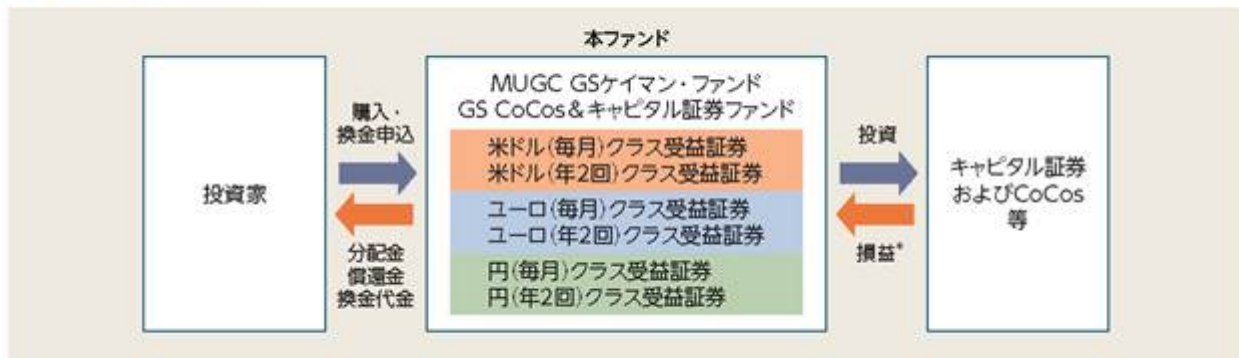 本ファンド
投資家
購入・
換金申込
分配金
償還金
換金代金
MUGC GSケイマン・ファンド
GS CoCos&キャピタル証券ファンド
米ドル(毎月)クラス受益証券
米ドル(年2回)クラス受益証券
ユーロ(毎月)クラス受益証券
ユーロ(年2回)クラス受益証券
円(毎月)クラス受益証券
円(年2回)クラス受益証券
投資
損益*
キャピタル証券
およびCoCos
等